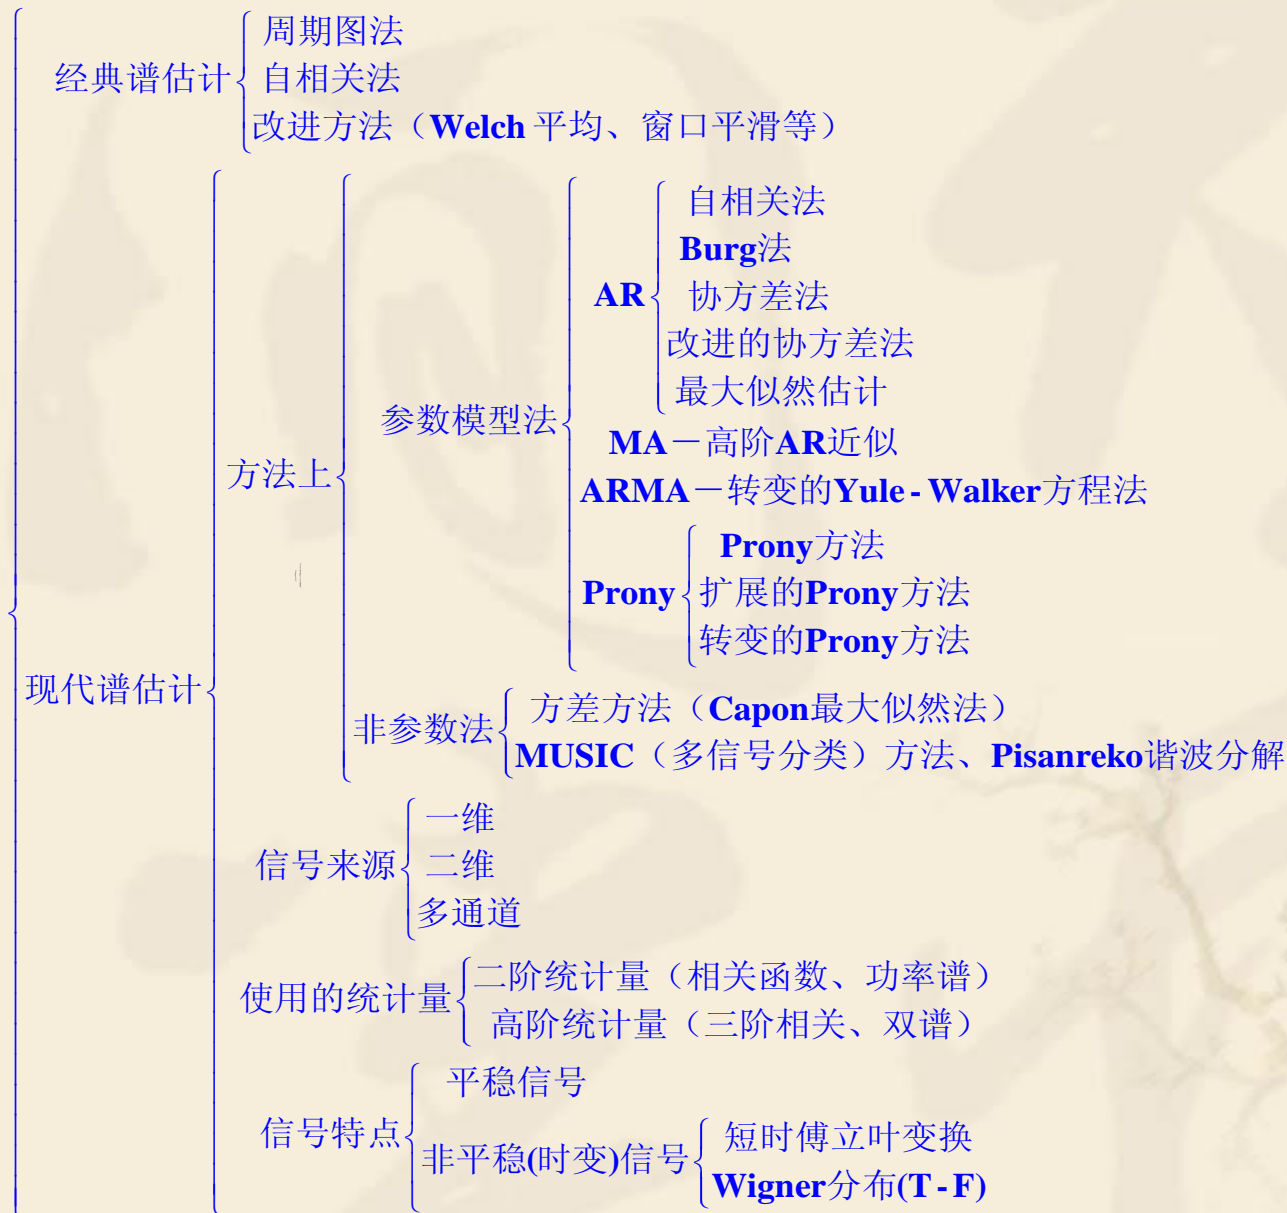 周期图法
经典谱估计
自相关法
改进方法（Welch 平均、窗口平滑等）
自相关法
Burg法
AR
协方差法
改进的协方差法
最大似然估计
参数模型法
MA－高阶AR近似
方法上
ARMA－转变的Yule - Walker方程法
Prony方法
Prony
扩展的Prony方法
转变的Prony方法
现代谱估计
方差方法（Capon最大似然法）
非参数法
MUSIC（多信号分类）方法、Pisanreko谐波分解
一维
信号来源
二维
多通道
二阶统计量（相关函数、功率谱）
使用的统计量
高阶统计量（三阶相关、双谱）
平稳信号
信号特点
短时傅立叶变换
非平稳(时变)信号
Wigner分布(T - F)